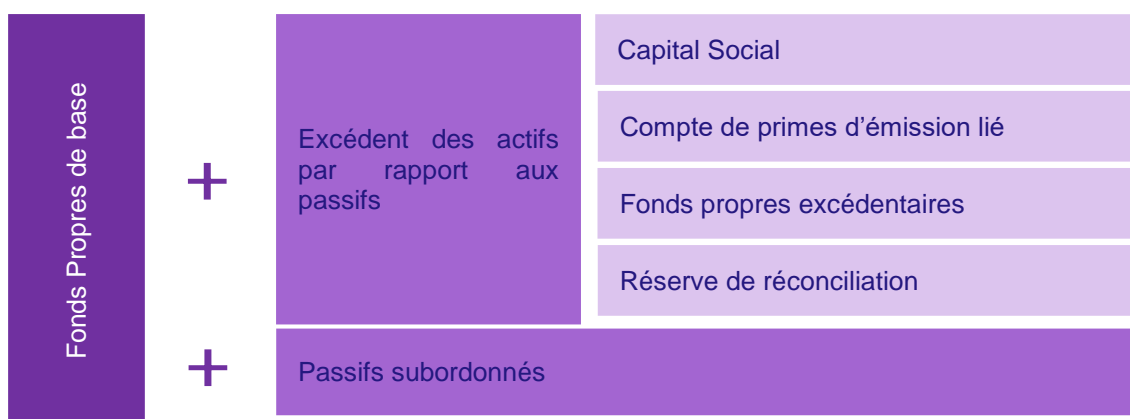 Fonds Propres de base
+
Excédent des actifs
par rapport aux
passifs
Capital Social
Compte de primes d’émission lié
Fonds propres excédentaires
Réserve de réconciliation
+
Passifs subordonnés